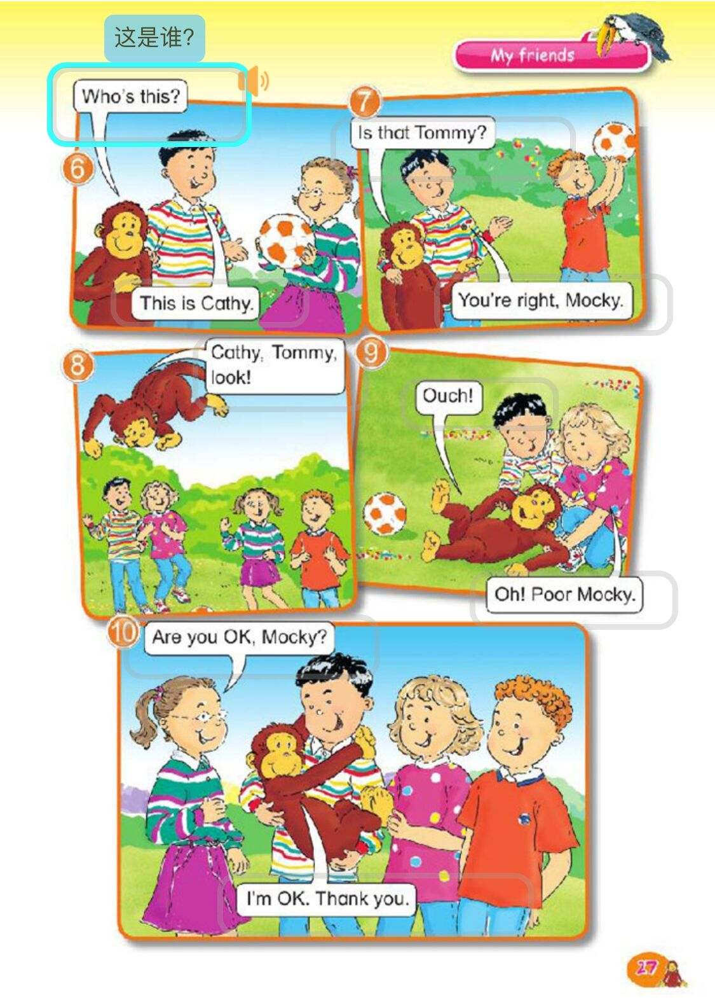 这是谁?
My friends
Who's this?
6
This is Cathy.
7
Is that Tommy?
You're right, Mocky.
8
Cathy, Tommy,
look!
9
Ouch!
Oh! Poor Mocky.
10
Are you OK, Mocky?
I'm OK. Thank you.
27